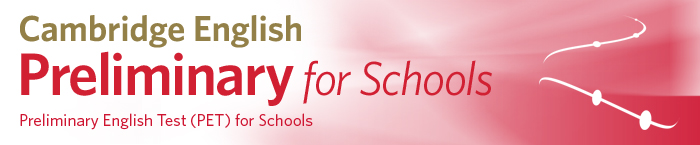 Cambridge English
Preliminary for Schools
Preliminary English Test (PET) for Schools